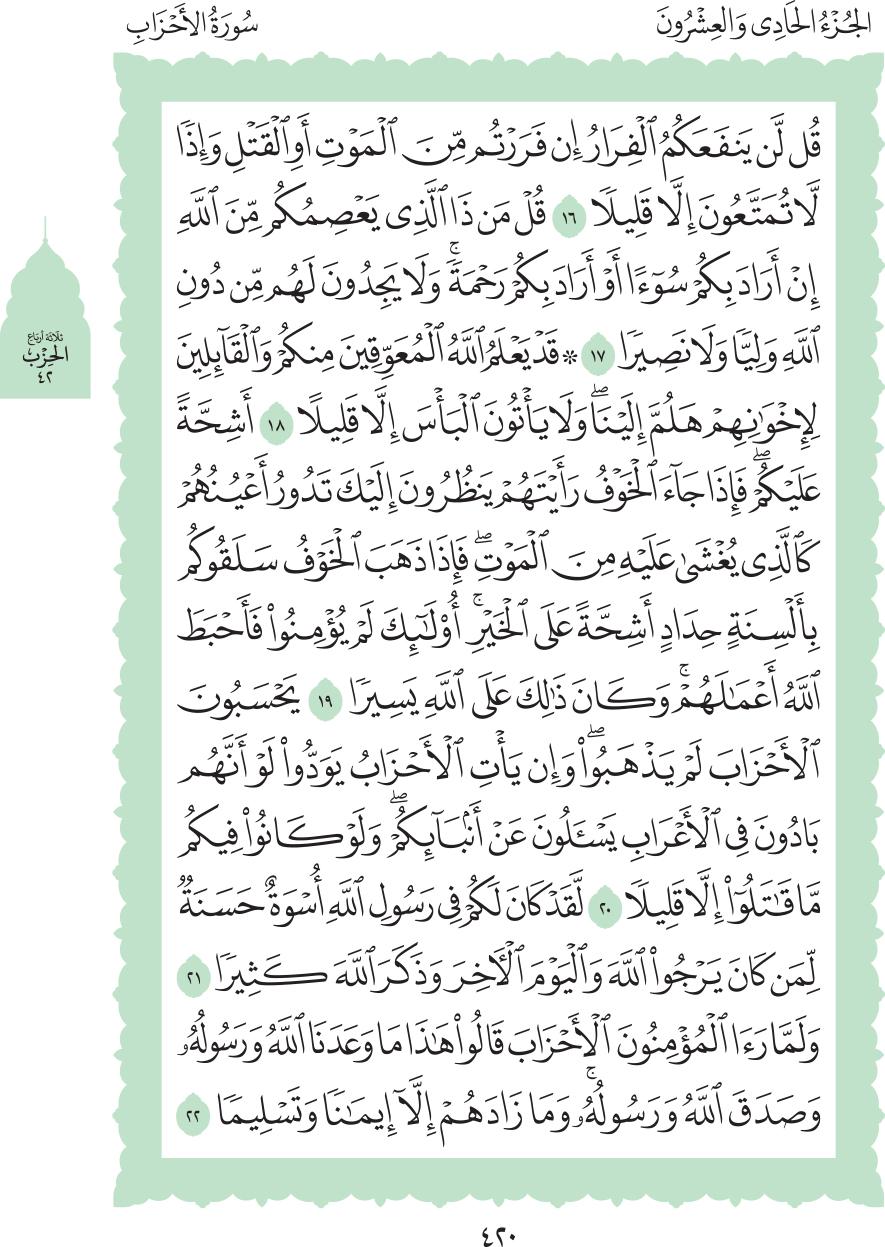 الجُزْءُ الحَادِى وَالعِشْرُونَ
سُورَةُ الأَحْزَابِ
قُل لَّن يَنفَعَكُمُ ٱلْفِرَارُ إِن فَرَرْتُم مِّنَ ٱلْمَوْتِ أَوِ ٱلْقَتْلِ وَإِذًا
لَّا تُمَتَّعُونَ إِلَّا قَلِيلًا ١٦ قُلْ مَن ذَا ٱلَّذِى يَعْصِمُكُم مِّنَ ٱللَّهِ
إِنْ أَرَادَ بِكُمْ سُوٓءًا أَوْ أَرَادَ بِكُمْ رَحْمَةً ۚ وَلَا يَجِدُونَ لَهُم مِّن دُونِ
ٱللَّهِ وَلِيًّا وَلَا نَصِيرًا ١٧ * قَدْ يَعْلَمُ ٱللَّهُ ٱلْمُعَوِّقِينَ مِنكُمْ وَٱلْقَآئِلِينَ
لِإِخْوَٰنِهِمْ هَلُمَّ إِلَيْنَا ۖ وَلَا يَأْتُونَ ٱلْبَأْسَ إِلَّا قَلِيلًا ١٨ أَشِحَّةً
عَلَيْكُمْ ۖ فَإِذَا جَآءَ ٱلْخَوْفُ رَأَيْتَهُمْ يَنظُرُونَ إِلَيْكَ تَدُورُ أَعْيُنُهُمْ
كَٱلَّذِى يُغْشَىٰ عَلَيْهِ مِنَ ٱلْمَوْتِ ۖ فَإِذَا ذَهَبَ ٱلْخَوْفُ سَلَقُوكُم
بِأَلْسِنَةٍ حِدَادٍ أَشِحَّةً عَلَى ٱلْخَيْرِ ۚ أُو۟لَـٰٓئِكَ لَمْ يُؤْمِنُوا۟ فَأَحْبَطَ
ٱللَّهُ أَعْمَـٰلَهُمْ ۚ وَكَانَ ذَٰلِكَ عَلَى ٱللَّهِ يَسِيرًا ١٩ يَحْسَبُونَ
ٱلْأَحْزَابَ لَمْ يَذْهَبُوا۟ ۖ وَإِن يَأْتِ ٱلْأَحْزَابُ يَوَدُّوا۟ لَوْ أَنَّهُم
بَادُونَ فِى ٱلْأَعْرَابِ يَسْـَٔلُونَ عَنْ أَنۢبَآئِكُمْ ۖ وَلَوْ كَانُوا۟ فِيكُم
مَّا قَـٰتَلُوٓا۟ إِلَّا قَلِيلًا ٢٠ لَّقَدْ كَانَ لَكُمْ فِى رَسُولِ ٱللَّهِ أُسْوَةٌ حَسَنَةٌ
لِّمَن كَانَ يَرْجُوا۟ ٱللَّهَ وَٱلْيَوْمَ ٱلْـَٔاخِرَ وَذَكَرَ ٱللَّهَ كَثِيرًا ٢١
وَلَمَّا رَءَا ٱلْمُؤْمِنُونَ ٱلْأَحْزَابَ قَالُوا۟ هَـٰذَا مَا وَعَدَنَا ٱللَّهُ وَرَسُولُهُۥ
وَصَدَقَ ٱللَّهُ وَرَسُولُهُۥ ۚ وَمَا زَادَهُمْ إِلَّآ إِيمَـٰنًا وَتَسْلِيمًا ٢٢
ثلاثة أرباع
الحِزْب
٤٢
٤٢٠